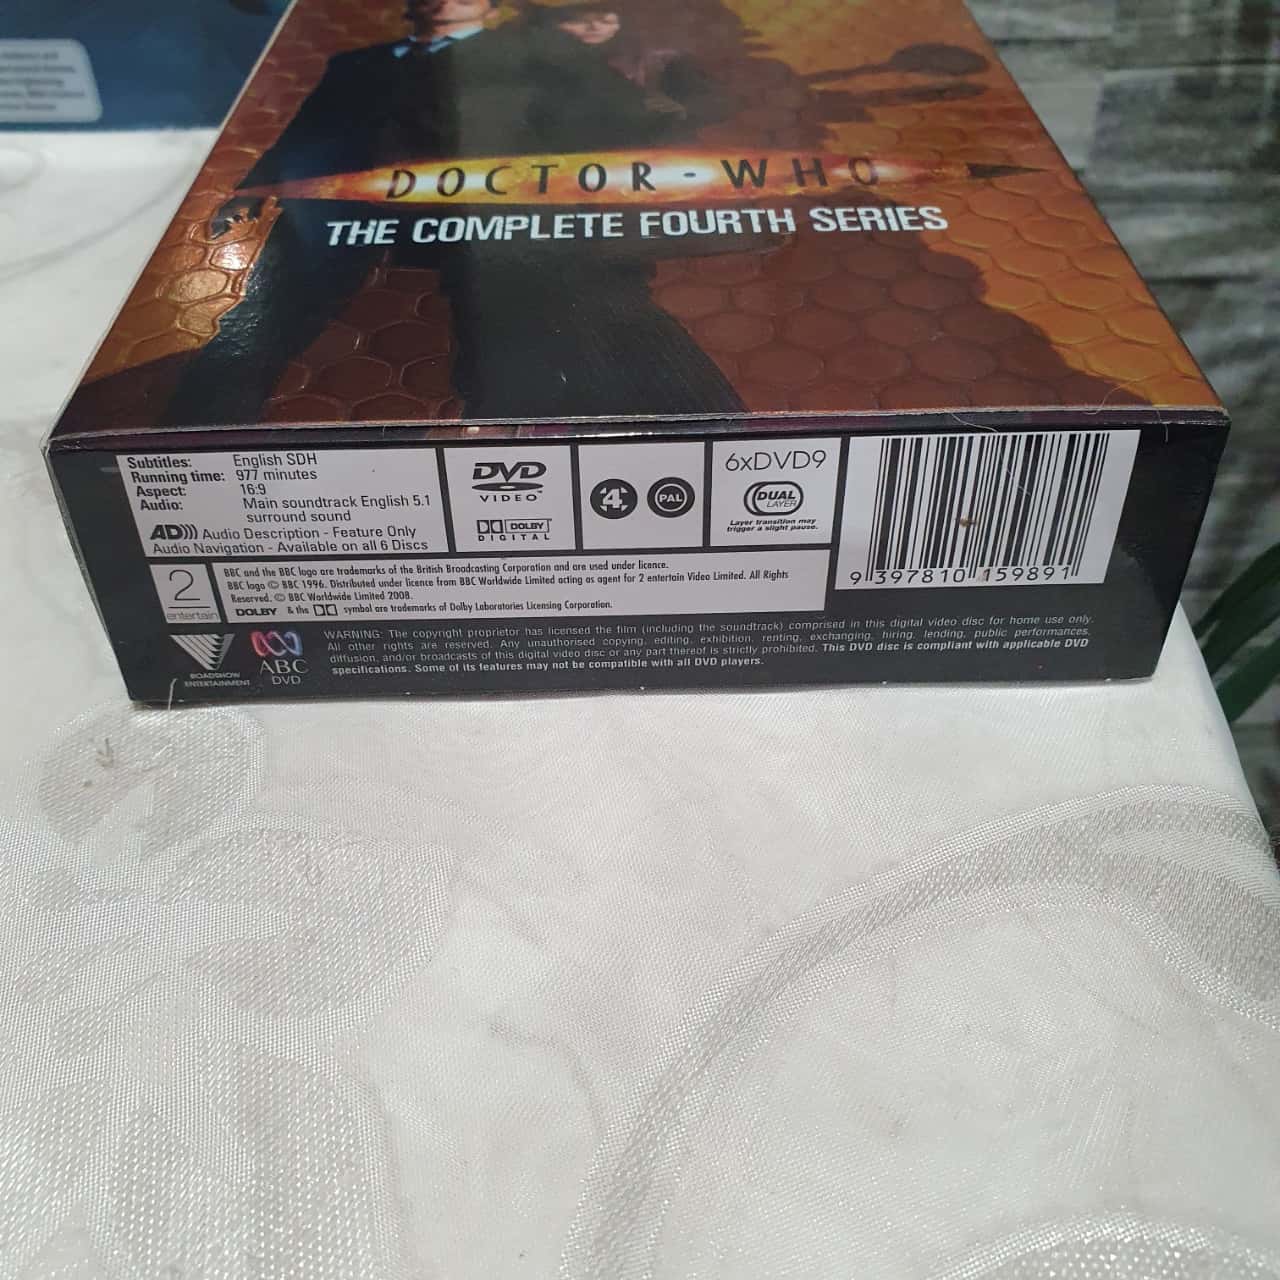 DOCTOR·WHO
THE COMPLETE FOURTH SERIES
Subtitles: English SDH
Running time: 977 minutes
Aspect: 16:9
Audio: Main soundtrack English 5.1
surround sound
AD))) Audio Description - Feature Only
Audio Navigation - Available on all 6 Discs
DVD
VIDEO™
DOLBY
DIGITAL
4
PAL
6xDVD9
DUAL
LAYER
Layer transition may
trigger a slight pause.
9 397810 159891
2
entertain
BBC and the BBC logo are trademarks of the British Broadcasting Corporation and are used under licence.
BBC logo © BBC 1996. Distributed under licence from BBC Worldwide Limited acting as agent for 2 entertain Video Limited. All Rights
Reserved. © BBC Worldwide Limited 2008.
DOLBY & the symbol are trademarks of Dolby Laboratories Licensing Corporation.
ROADSHOW
ENTERTAINMENT
ABC
DVD
WARNING: The copyright proprietor has licensed the film (including the soundtrack) comprised in this digital video disc for home use only.
All other rights are reserved. Any unauthorised copying, editing, exhibition, renting, exchanging, hiring, lending, public performances,
diffusion, and/or broadcasts of this digital video disc or any part thereof is strictly prohibited. This DVD disc is compliant with applicable DVD
specifications. Some of its features may not be compatible with all DVD players.